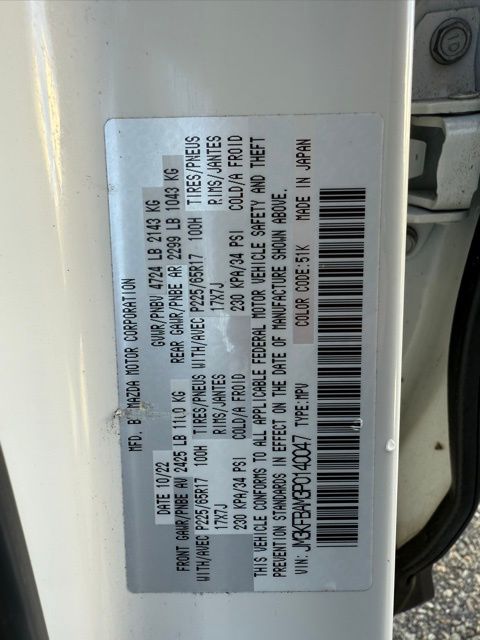 MFD. BY MAZDA MOTOR CORPORATION
DATE 10/22 GVWR/PNBV 4724 LB 2143 KG
FRONT GAWR/PNBE AV 2425 LB 1100 KG REAR GAWR/PNBE AR 2299 LB 1043 KG
WITH/AVEC P225/65R17 100H TIRES/PNEUS WITH/AVEC P225/65R17 100H TIRES/PNEUS
17X7J RIMS/JANTES 17X7J RIMS/JANTES
230 KPA/34 PSI COLD/A FROID 230 KPA/34 PSI COLD/A FROID
THIS VEHICLE CONFORMS TO ALL APPLICABLE FEDERAL MOTOR VEHICLE SAFETY AND THEFT
PREVENTION STANDARDS IN EFFECT ON THE DATE OF MANUFACTURE SHOWN ABOVE.
VIN: JM3KFBAM3P0140047 TYPE:MPV COLOR CODE:51K MADE IN JAPAN